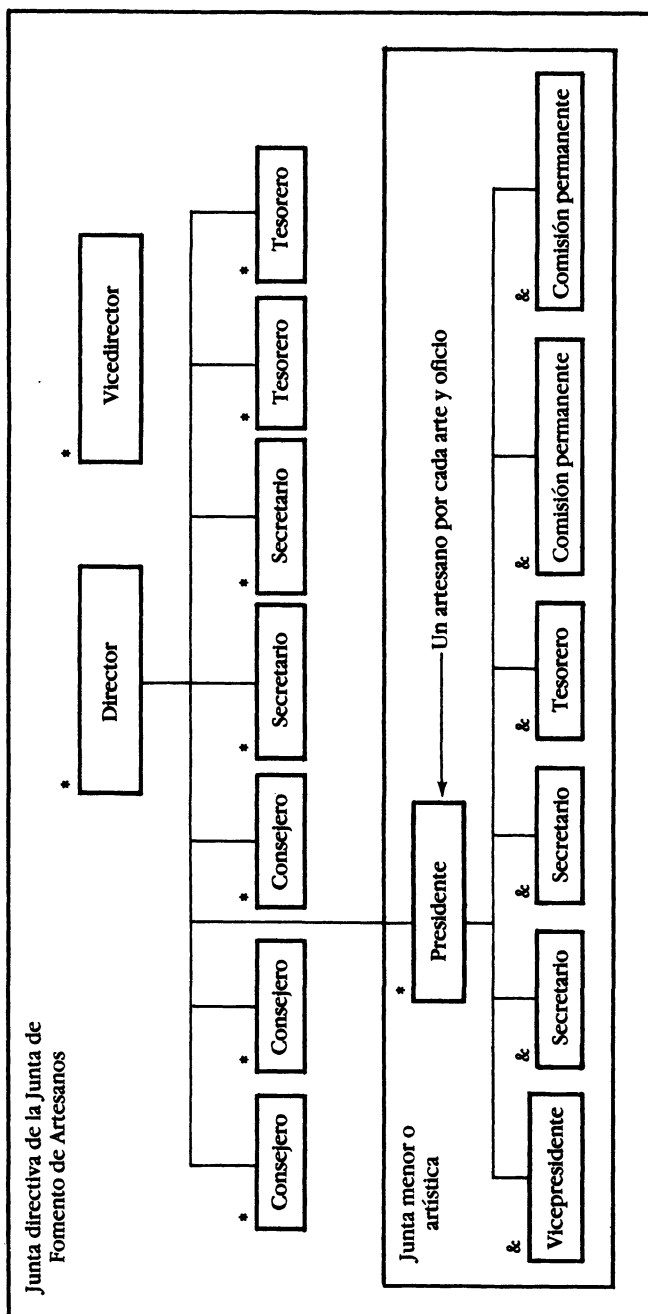 Junta directiva de la Junta de
Fomento de Artesanos
* Director
* Vicedirector
* Consejero
* Consejero
* Consejero
* Secretario
* Secretario
* Tesorero
* Tesorero
Junta menor o
artística
* Presidente
Un artesano por cada arte y oficio
& Vicepresidente
& Secretario
& Secretario
& Tesorero
& Comisión permanente
& Comisión permanente